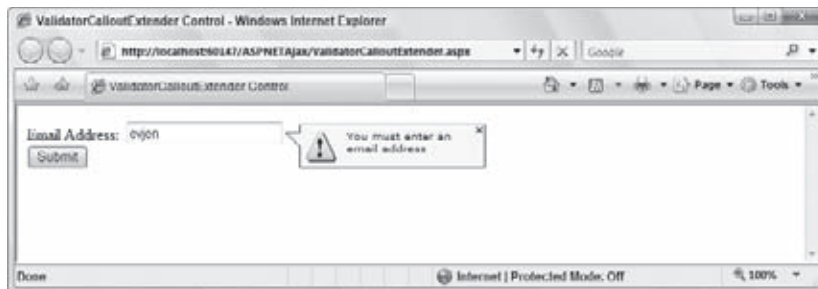 ValidatorCalloutExtender Control - Windows Internet Explorer
http://localhost:60147/ASPNETAjax/ValidatorCalloutExtender.aspx
Google
ValidatorCalloutExtender Control
Page
Tools
Email Address: evjen
You must enter an
email address
Submit
Done
Internet | Protected Mode: Off
100%